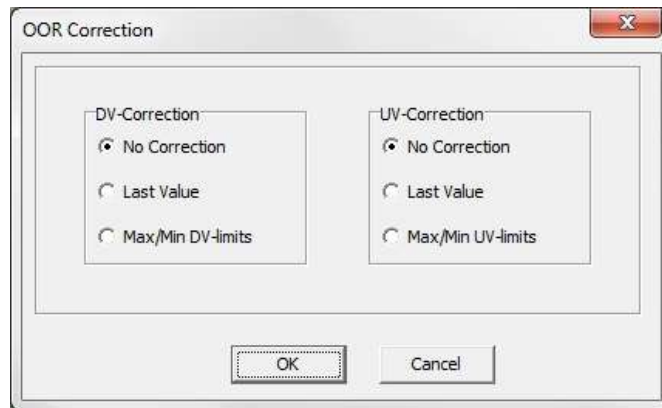 OOR Correction
DV-Correction
No Correction
Last Value
Max/Min DV-limits
UV-Correction
No Correction
Last Value
Max/Min UV-limits
OK
Cancel